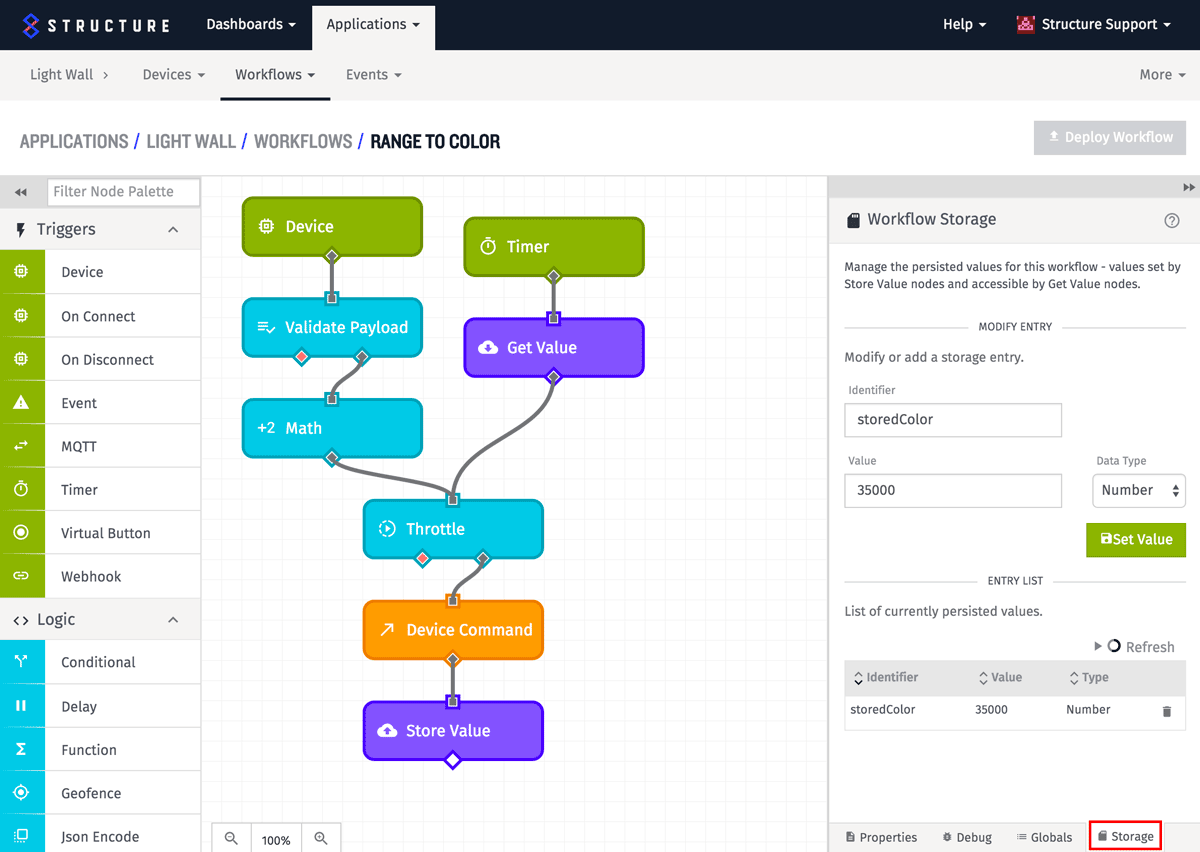 STRUCTURE
Dashboards
Applications
Help
Structure Support
Light Wall
Devices
Workflows
Events
More
APPLICATIONS / LIGHT WALL / WORKFLOWS / RANGE TO COLOR
Deploy Workflow
Filter Node Palette
Triggers
Device
On Connect
On Disconnect
Event
MQTT
Timer
Virtual Button
Webhook
Logic
Conditional
Delay
Function
Geofence
Json Encode
Device
Timer
Validate Payload
Get Value
+2 Math
Throttle
Device Command
Store Value
100%
Workflow Storage
Manage the persisted values for this workflow - values set by
Store Value nodes and accessible by Get Value nodes.
MODIFY ENTRY
Modify or add a storage entry.
Identifier
storedColor
Value
Data Type
35000
Number
Set Value
ENTRY LIST
List of currently persisted values.
Refresh
Identifier Value Type
storedColor 35000 Number
Properties
Debug
Globals
Storage